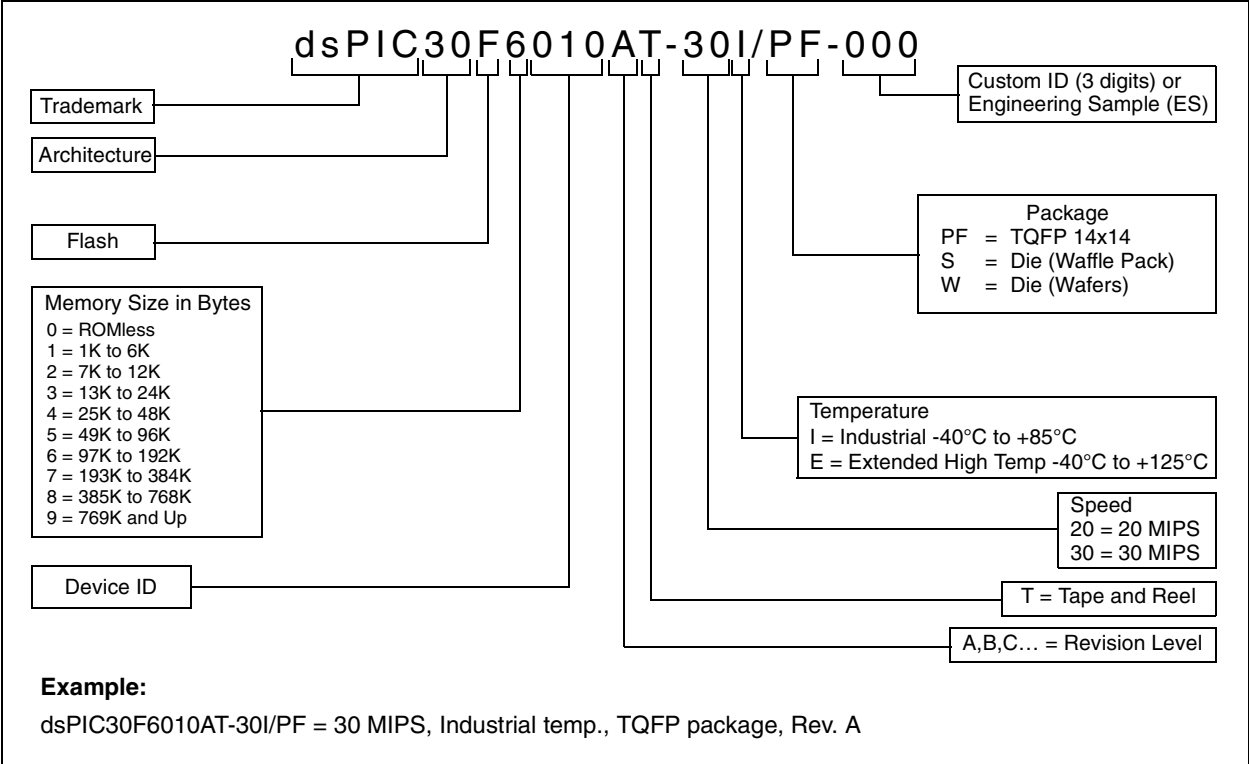 dsPIC30F6010AT-30I/PF-000
Trademark
Architecture
Flash
Memory Size in Bytes
0 = ROMless
1 = 1K to 6K
2 = 7K to 12K
3 = 13K to 24K
4 = 25K to 48K
5 = 49K to 96K
6 = 97K to 192K
7 = 193K to 384K
8 = 385K to 768K
9 = 769K and Up
Device ID
Custom ID (3 digits) or
Engineering Sample (ES)
Package
PF = TQFP 14x14
S = Die (Waffle Pack)
W = Die (Wafers)
Temperature
I = Industrial -40°C to +85°C
E = Extended High Temp -40°C to +125°C
Speed
20 = 20 MIPS
30 = 30 MIPS
T = Tape and Reel
A,B,C… = Revision Level
Example:
dsPIC30F6010AT-30I/PF = 30 MIPS, Industrial temp., TQFP package, Rev. A